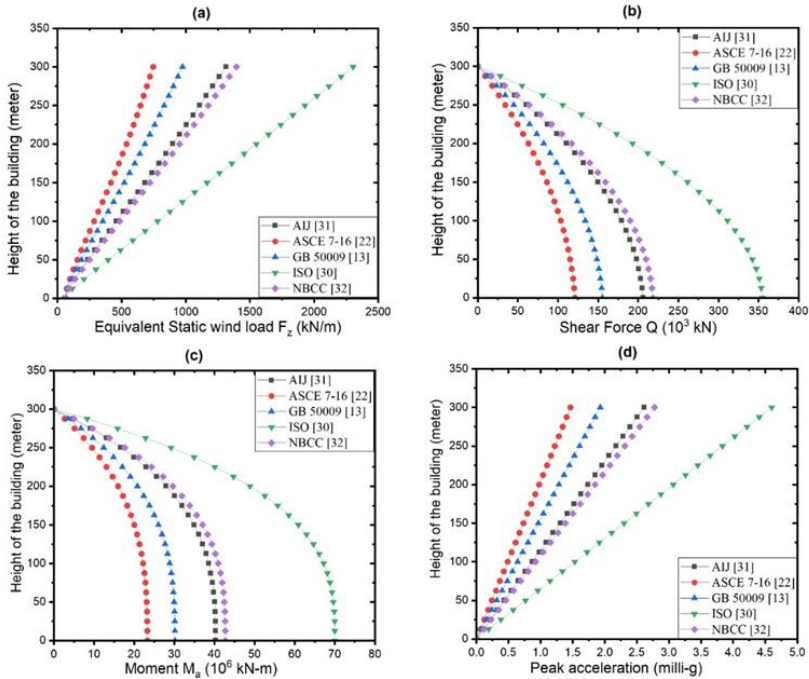 (a)
Height of the building (meter)
350
300
250
200
150
100
50
0
AIJ [31]
ASCE 7-16 [22]
GB 50009 [13]
ISO [30]
NBCC [32]
0 500 1000 1500 2000 2500
Equivalent Static wind load Fz (kN/m)
(b)
Height of the building (meter)
350
300
250
200
150
100
50
0
AIJ [31]
ASCE 7-16 [22]
GB 50009 [13]
ISO [30]
NBCC [32]
0 50 100 150 200 250 300 350 400
Shear Force Q (10³ kN)
(c)
Height of the building (meter)
350
300
250
200
150
100
50
0
AIJ [31]
ASCE 7-16 [22]
GB 50009 [13]
ISO [30]
NBCC [32]
0 10 20 30 40 50 60 70 80
Moment Ma (10⁶ kN-m)
(d)
Height of the building (meter)
350
300
250
200
150
100
50
0
AIJ [31]
ASCE 7-16 [22]
GB 50009 [13]
ISO [30]
NBCC [32]
0.0 0.5 1.0 1.5 2.0 2.5 3.0 3.5 4.0 4.5 5.0
Peak acceleration (milli-g)